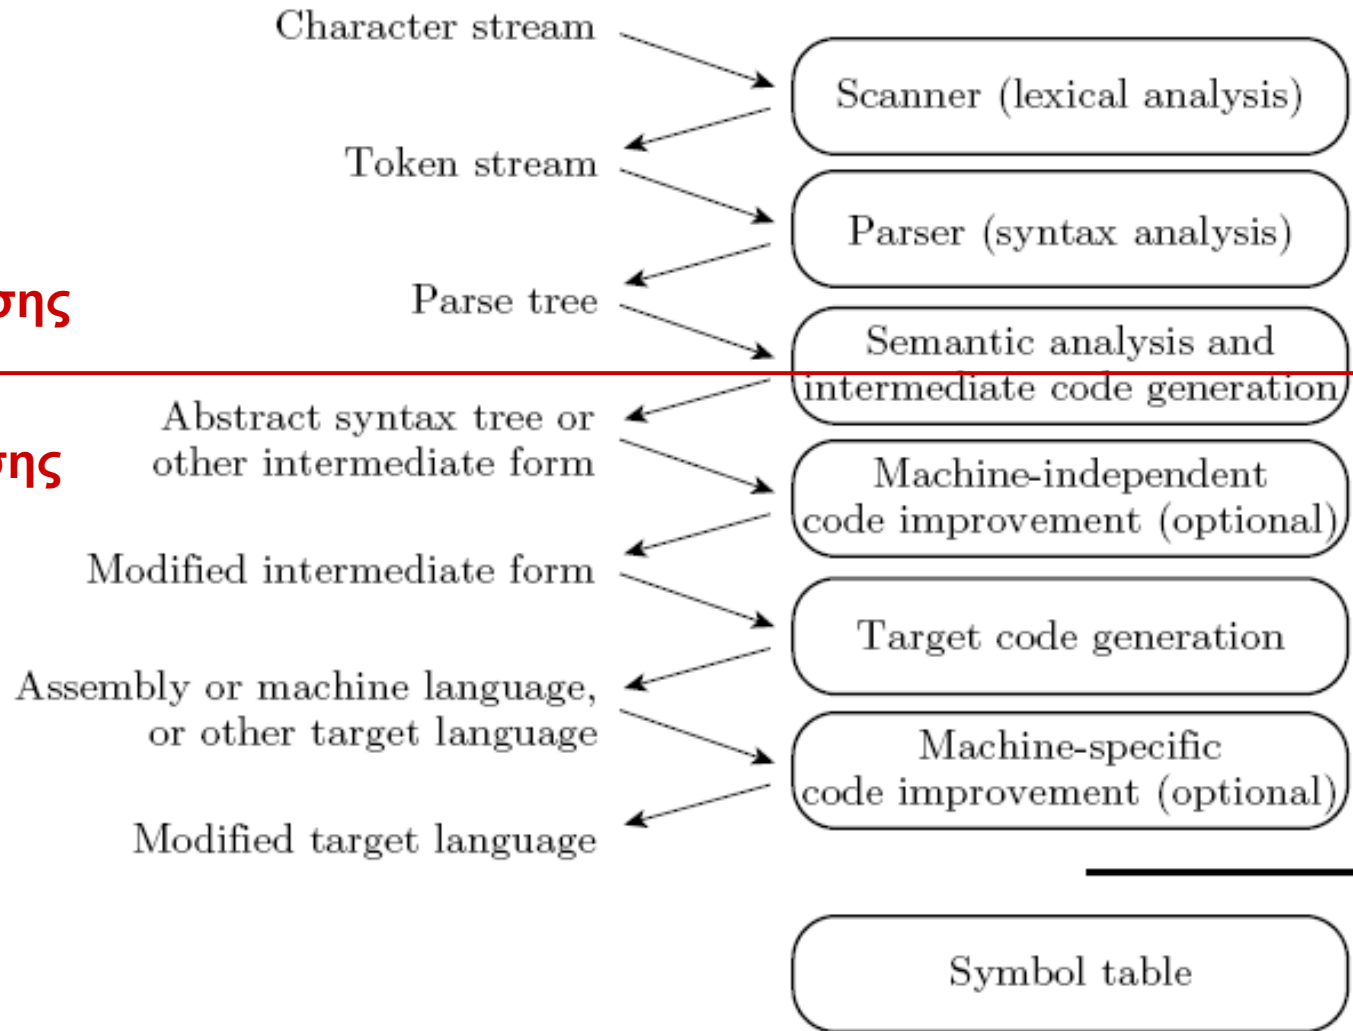 Character stream
Scanner (lexical analysis)
Token stream
Parser (syntax analysis)
Parse tree
Semantic analysis and
intermediate code generation
Abstract syntax tree or
other intermediate form
Machine-independent
code improvement (optional)
Modified intermediate form
Target code generation
Assembly or machine language,
or other target language
Machine-specific
code improvement (optional)
Modified target language
Symbol table